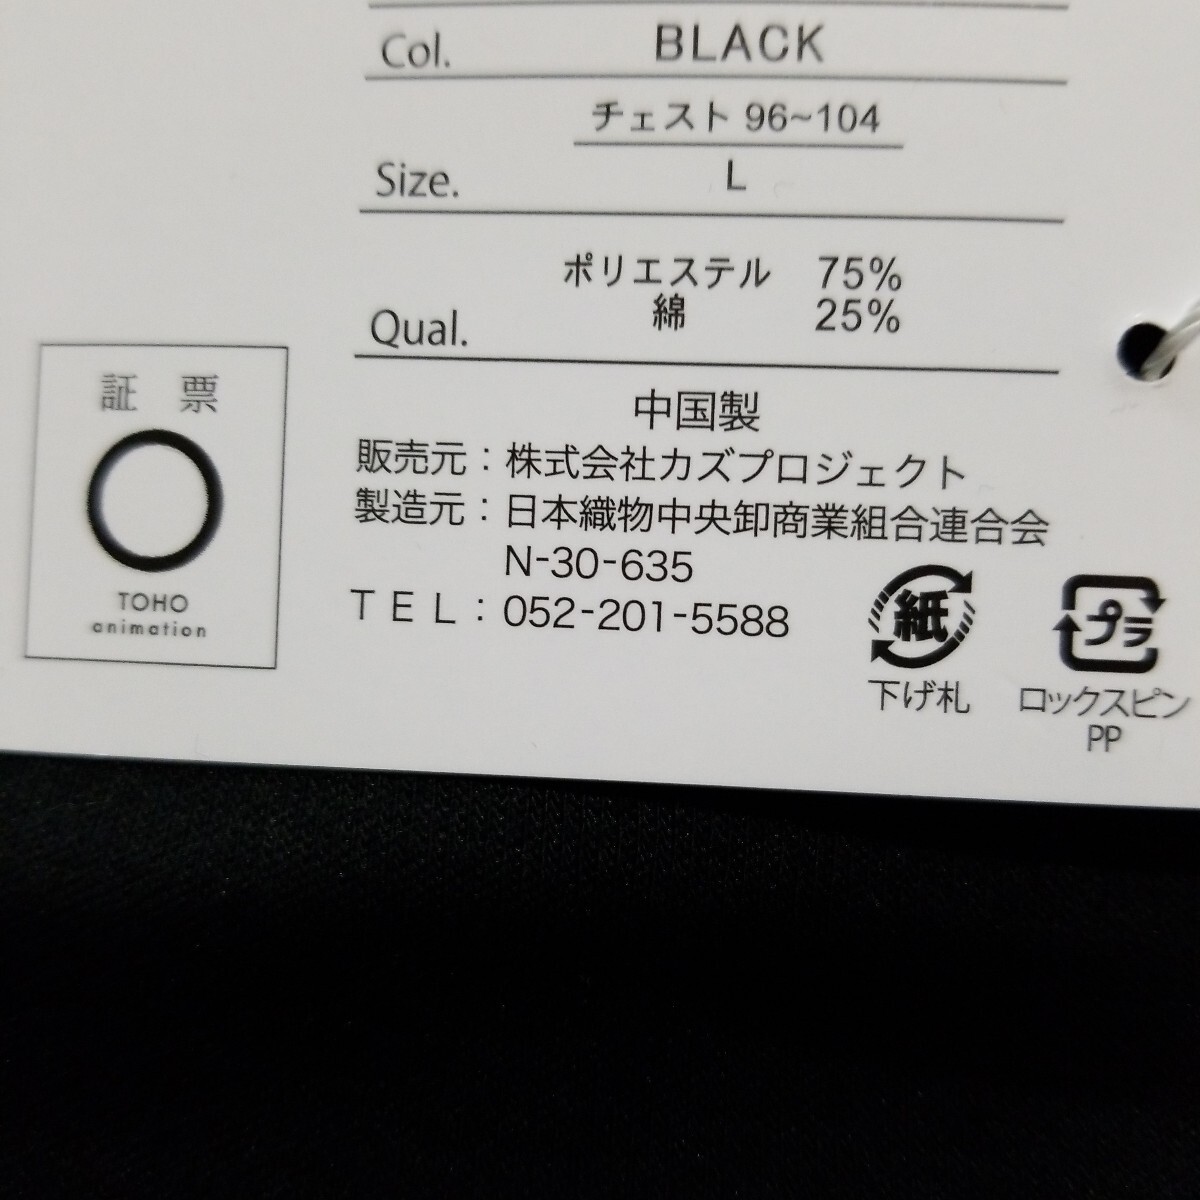 Col. BLACK
チェスト 96~104
Size. L
ポリエステル 75%
綿 25%
Qual.
中国製
販売元：株式会社カズプロジェクト
製造元：日本織物中央卸商業組合連合会
N-30-635
ＴＥＬ：052-201-5588
証 票
TOHO
animation
紙
下げ札
プラ
ロックスピン
PP